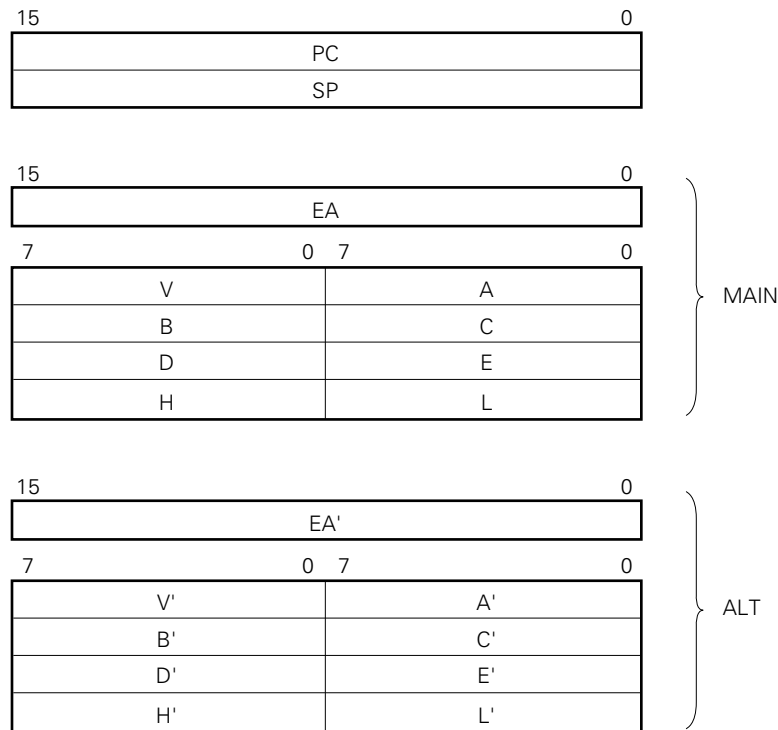 15 0
PC
SP
15 0
EA
7 0 7 0
V A
B C
D E
H L
MAIN
15 0
EA'
7 0 7 0
V' A'
B' C'
D' E'
H' L'
ALT